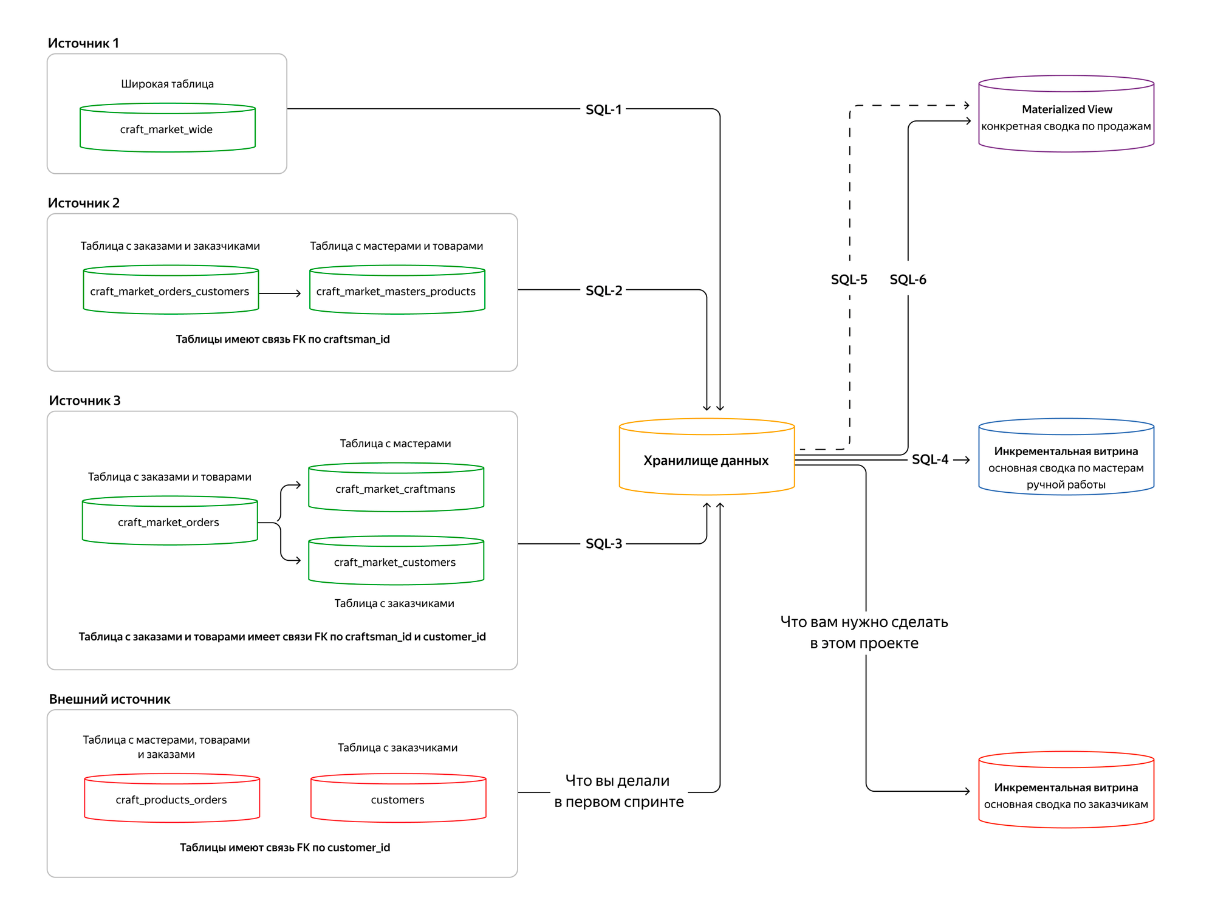 Источник 1
Широкая таблица
craft_market_wide
SQL-1
Источник 2
Таблица с заказами и заказчиками
Таблица с мастерами и товарами
craft_market_orders_customers
craft_market_masters_products
Таблицы имеют связь FK по craftsman_id
SQL-2
Источник 3
Таблица с мастерами
Таблица с заказами и товарами
craft_market_craftmans
craft_market_orders
craft_market_customers
Таблица с заказчиками
Таблица с заказами и товарами имеет связи FK по craftsman_id и customer_id
SQL-3
Внешний источник
Таблица с мастерами, товарами
и заказами
Таблица с заказчиками
craft_products_orders
customers
Таблицы имеют связь FK по customer_id
Что вы делали
в первом спринте
Хранилище данных
SQL-5
SQL-6
Materialized View
конкретная сводка по продажам
SQL-4
Инкрементальная витрина
основная сводка по мастерам
ручной работы
Что вам нужно сделать
в этом проекте
Инкрементальная витрина
основная сводка по заказчикам